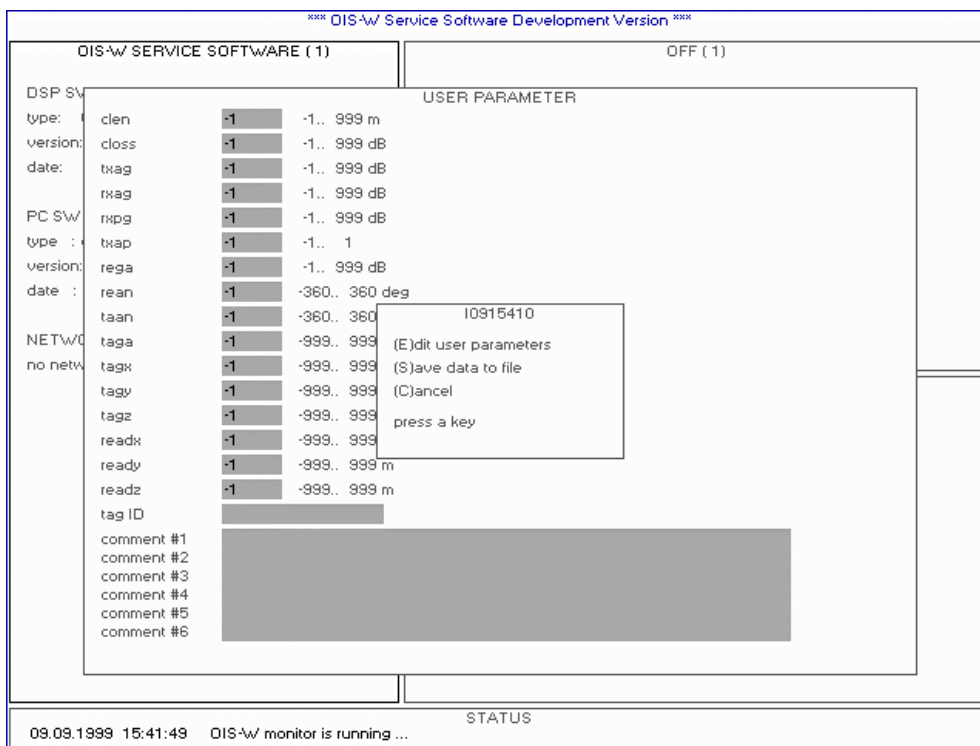 *** OIS-W Service Software Development Version ***
OIS-W SERVICE SOFTWARE ( 1)
OFF ( 1)
DSP SW
type:
version:
date:
PC SW
type :
version:
date :
NETWO
no netw
USER PARAMETER
clen -1 -1.. 999 m
closs -1 -1.. 999 dB
txag -1 -1.. 999 dB
rxag -1 -1.. 999 dB
rxpg -1 -1.. 999 dB
txap -1 -1.. 1
rega -1 -1.. 999 dB
rean -1 -360.. 360 deg
taan -1 -360.. 360
taga -1 -999.. 999
tagx -1 -999.. 999
tagy -1 -999.. 999
tagz -1 -999.. 999
readx -1 -999.. 999
ready -1 -999.. 999 m
readz -1 -999.. 999 m
tag ID
comment #1
comment #2
comment #3
comment #4
comment #5
comment #6
I0915410
(E)dit user parameters
(S)ave data to file
(C)ancel
press a key
STATUS
09.09.1999 15:41:49 OIS-W monitor is running ...